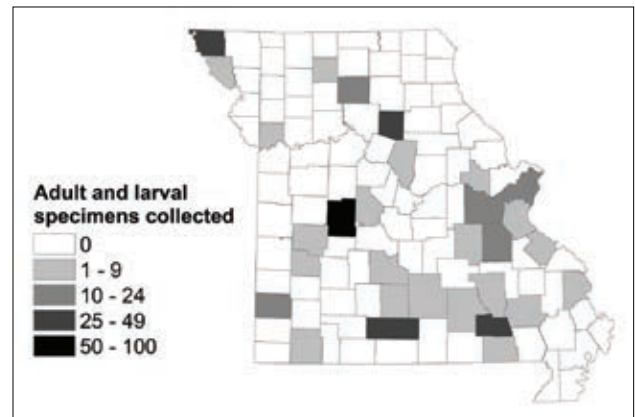 Adult and larval
specimens collected
0
1 - 9
10 - 24
25 - 49
50 - 100